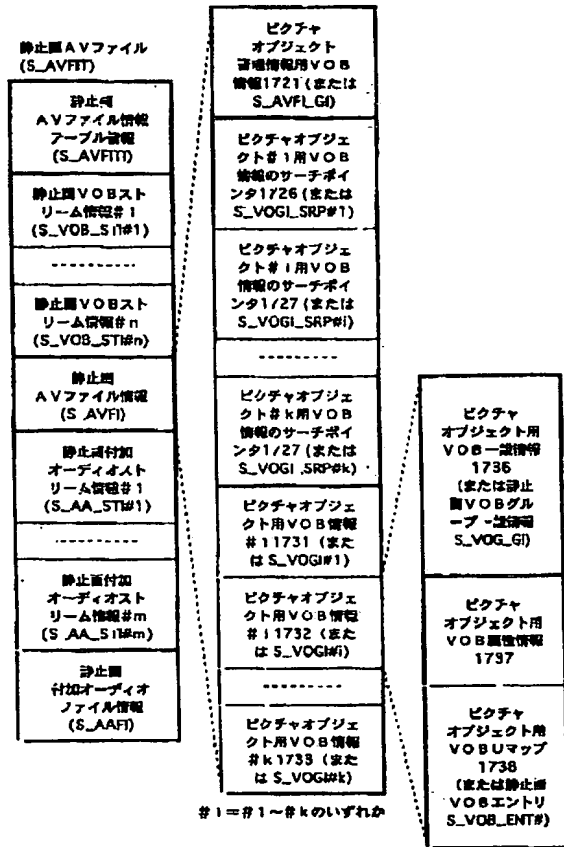 静止画AVファイル
(S_AVFIT)
静止画
AVファイル情報
テーブル情報
(S_AVFITI)
静止画VOBスト
リーム情報#1
(S_VOB_STI#1)
静止画VOBスト
リーム情報#n
(S_VOB_STI#n)
静止画
AVファイル情報
(S_AVFI)
静止画付加
オーディオスト
リーム情報#1
(S_AA_STI#1)
静止画付加
オーディオスト
リーム情報#m
(S_AA_STI#m)
静止画
付加オーディオ
ファイル情報
(S_AAFI)
ピクチャ
オブジェクト
管理情報用VOB
情報1721(または
S_AVFI_GI)
ピクチャオブジェ
クト#1用VOB
情報のサーチポイ
ンタ1726(または
S_VOGI_SRP#1)
ピクチャオブジェ
クト#i用VOB
情報のサーチポイ
ンタ1727(または
S_VOGI_SRP#i)
ピクチャオブジェ
クト#k用VOB
情報のサーチポイ
ンタ1727(または
S_VOGI_SRP#k)
ピクチャオブジェ
クト用VOB情報
#11731(また
は S_VOGI#1)
ピクチャオブジェ
クト用VOB情報
#i1732(また
は S_VOGI#i)
ピクチャオブジェ
クト用VOB情報
#k1733(また
は S_VOGI#k)
#i=#1~#kのいずれか
ピクチャ
オブジェクト用
VOB一般情報
1736
(または静止
画VOBグル
ープ一般情報
S_VOG_GI)
ピクチャ
オブジェクト用
VOB属性情報
1737
ピクチャ
オブジェクト用
VOBUマップ
1738
(または静止画
VOBエントリ
S_VOB_ENT#)